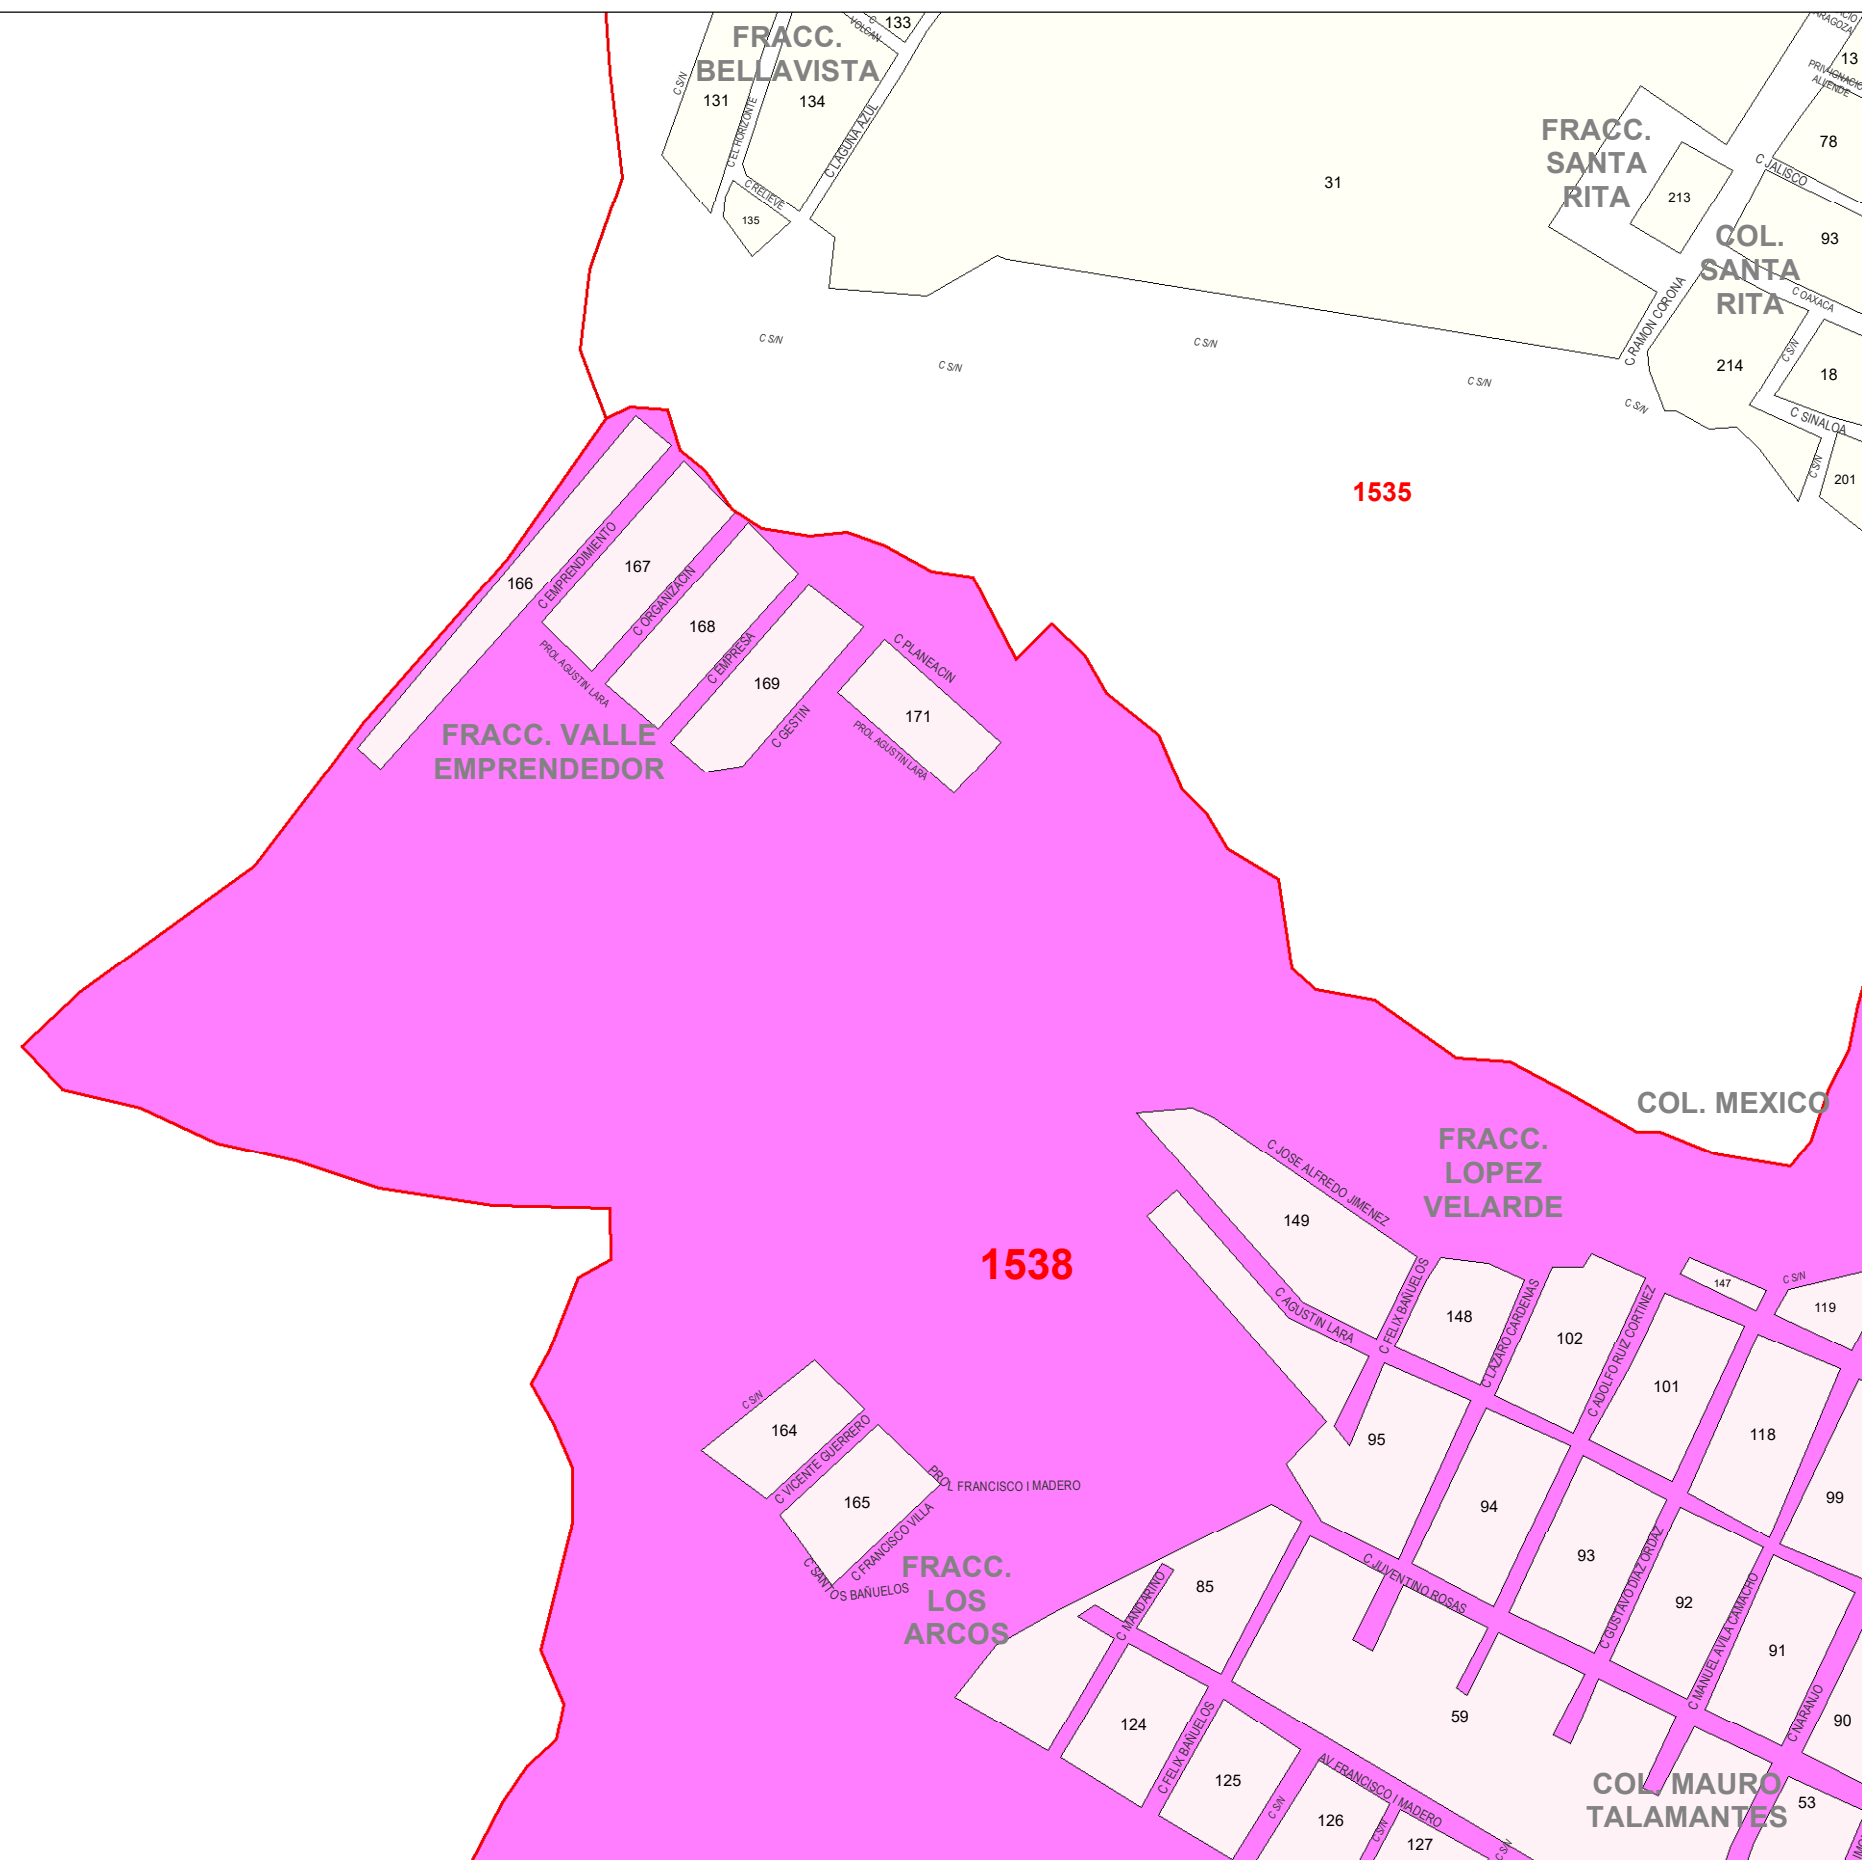 C
VOLCAN
133
FRACC.
BELLAVISTA
C S/N
131
134
C EL HORIZONTE
C LAGUNA AZUL
C RELIEVE
135
31
13
PRIV IGNACIO
ALLENDE
FRACC.
SANTA
RITA
213
78
C JALISCO
93
COL.
SANTA
RITA
C OAXACA
C RAMON CORONA
C S/N
214
18
C SINALOA
C S/N
201
C S/N
C S/N
C S/N
C S/N
C S/N
1535
166
C EMPRENDIMIENTO
167
C ORGANIZACIN
168
C EMPRESA
169
C GESTIN
PROL AGUSTIN LARA
C PLANEACIN
171
PROL AGUSTIN LARA
FRACC. VALLE
EMPRENDEDOR
COL. MEXICO
FRACC.
LOPEZ
VELARDE
C JOSE ALFREDO JIMENEZ
149
1538
C AGUSTIN LARA
C FELIX BAÑUELOS
148
C LAZARO CARDENAS
102
C ADOLFO RUIZ CORTINEZ
147
C S/N
119
101
118
99
95
94
93
92
91
90
C S/N
164
C VICENTE GUERRERO
165
PROL FRANCISCO I MADERO
C FRANCISCO VILLA
C SANTOS BAÑUELOS
FRACC.
LOS
ARCOS
C MANDARINO
85
C JUVENTINO ROSAS
C GUSTAVO DIAZ ORDAZ
C MANUEL AVILA CAMACHO
C NARANJO
59
124
C FELIX BAÑUELOS
125
C S/N
AV. FRANCISCO I MADERO
126
C S/N
127
C S/N
COL. MAURO
TALAMANTES
53